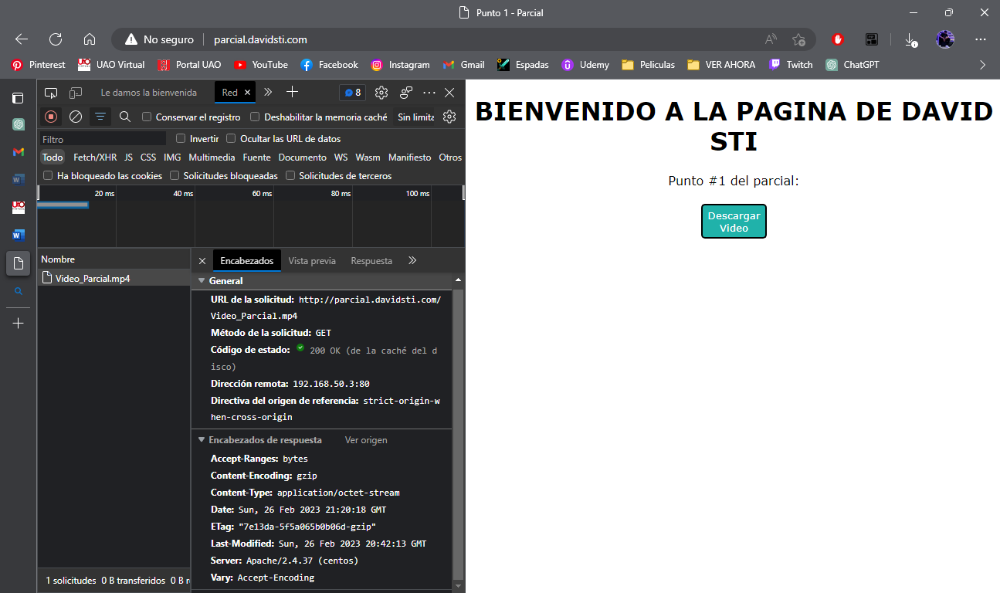 Punto 1 - Parcial
No seguro
parcial.davidsti.com
Pinterest
UAO Virtual
Portal UAO
YouTube
Facebook
Instagram
Gmail
Espadas
Udemy
Peliculas
VER AHORA
Twitch
ChatGPT
Le damos la bienvenida
Red
8
Conservar el registro
Deshabilitar la memoria caché
Sin limita
Filtro
Invertir
Ocultar las URL de datos
Todo
Fetch/XHR
JS
CSS
IMG
Multimedia
Fuente
Documento
WS
Wasm
Manifiesto
Otros
Ha bloqueado las cookies
Solicitudes bloqueadas
Solicitudes de terceros
20 ms
40 ms
60 ms
80 ms
100 ms
Nombre
Video_Parcial.mp4
Encabezados
Vista previa
Respuesta
General
URL de la solicitud: http://parcial.davidsti.com/
Video_Parcial.mp4
Método de la solicitud: GET
Código de estado: 200 OK (de la caché del d
isco)
Dirección remota: 192.168.50.3:80
Directiva del origen de referencia: strict-origin-w
hen-cross-origin
Encabezados de respuesta
Ver origen
Accept-Ranges: bytes
Content-Encoding: gzip
Content-Type: application/octet-stream
Date: Sun, 26 Feb 2023 21:20:18 GMT
ETag: "7e13da-5f5a065b0b06d-gzip"
Last-Modified: Sun, 26 Feb 2023 20:42:13 GMT
Server: Apache/2.4.37 (centos)
Vary: Accept-Encoding
1 solicitudes
0 B transferidos
0 B r
BIENVENIDO A LA PAGINA DE DAVID
STI
Punto #1 del parcial:
Descargar
Video